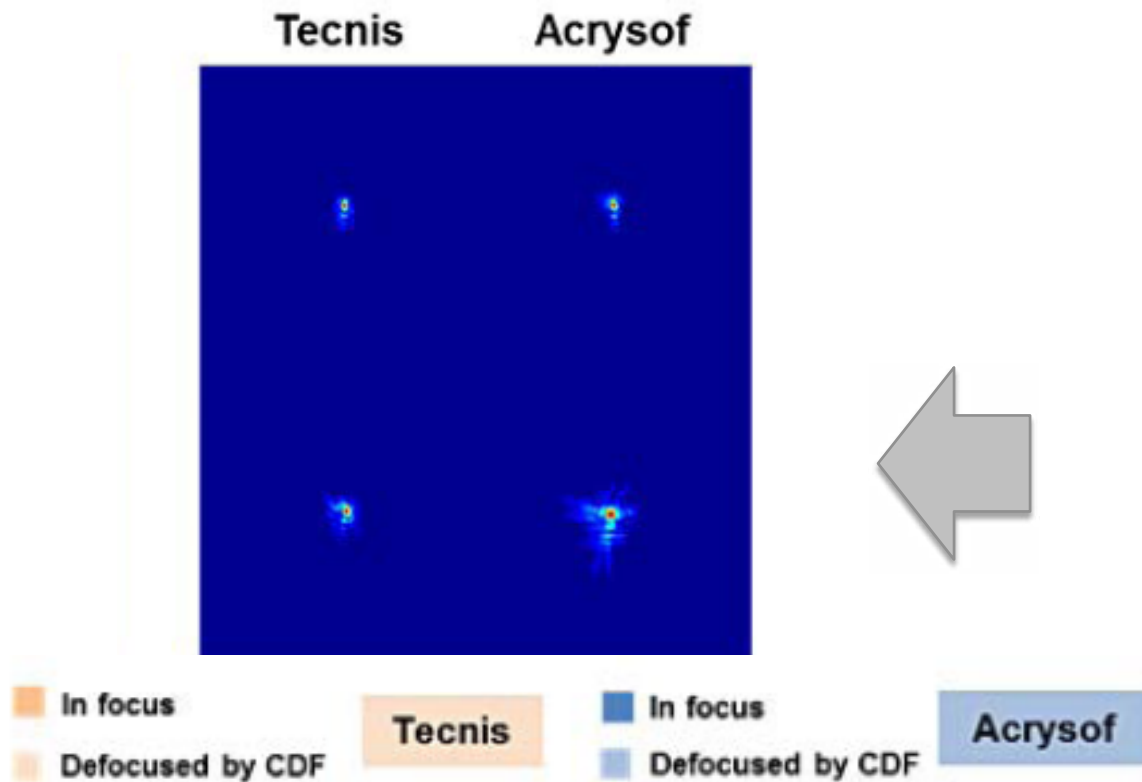 Tecnis
Acrysof
In focus
Defocused by CDF
Tecnis
In focus
Defocused by CDF
Acrysof